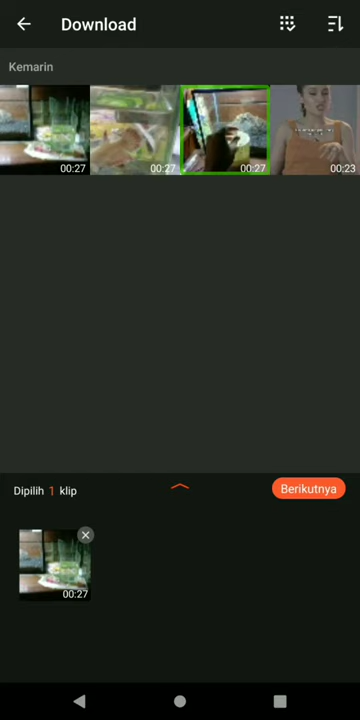 Download
Kemarin
00:27
00:27
00:27
00:23
Dipilih 1 klip
Berikutnya
00:27